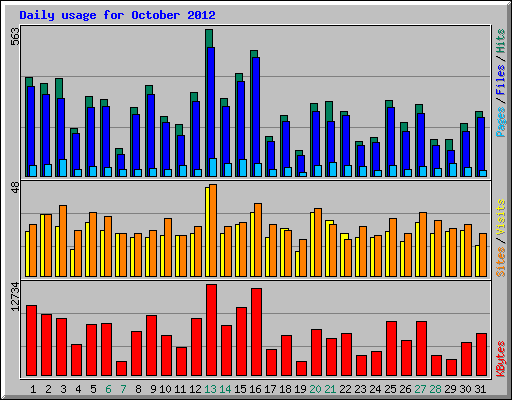 Daily usage for October 2012
563
Pages / Files / Hits
48
Sites / Visits
12734
KBytes
1 2 3 4 5 6 7 8 9 10 11 12 13 14 15 16 17 18 19 20 21 22 23 24 25 26 27 28 29 30 31